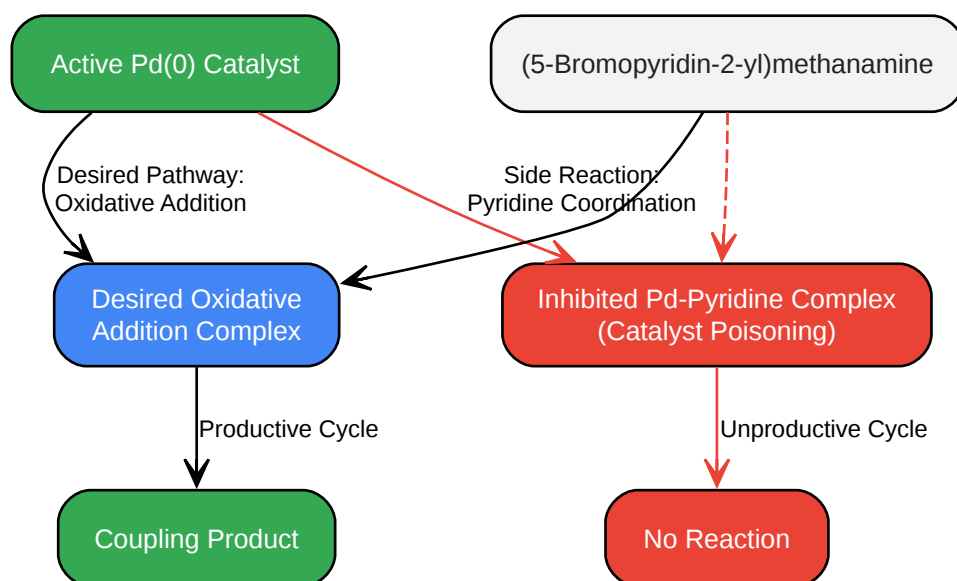 Active Pd(0) Catalyst
(5-Bromopyridin-2-yl)methanamine
Desired Pathway:
Oxidative Addition
Side Reaction:
Pyridine Coordination
Desired Oxidative
Addition Complex
Inhibited Pd-Pyridine Complex
(Catalyst Poisoning)
Productive Cycle
Unproductive Cycle
Coupling Product
No Reaction